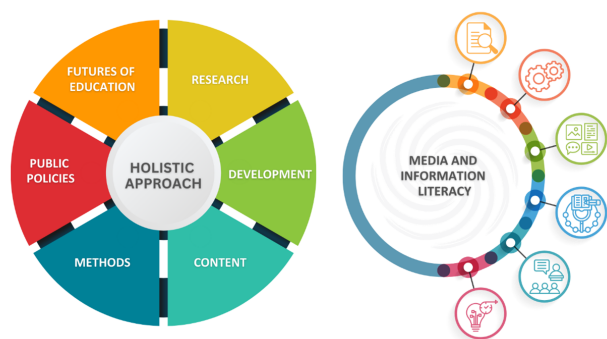 FUTURES OF
EDUCATION
RESEARCH
PUBLIC
POLICIES
HOLISTIC
APPROACH
DEVELOPMENT
METHODS
CONTENT
MEDIA AND
INFORMATION
LITERACY